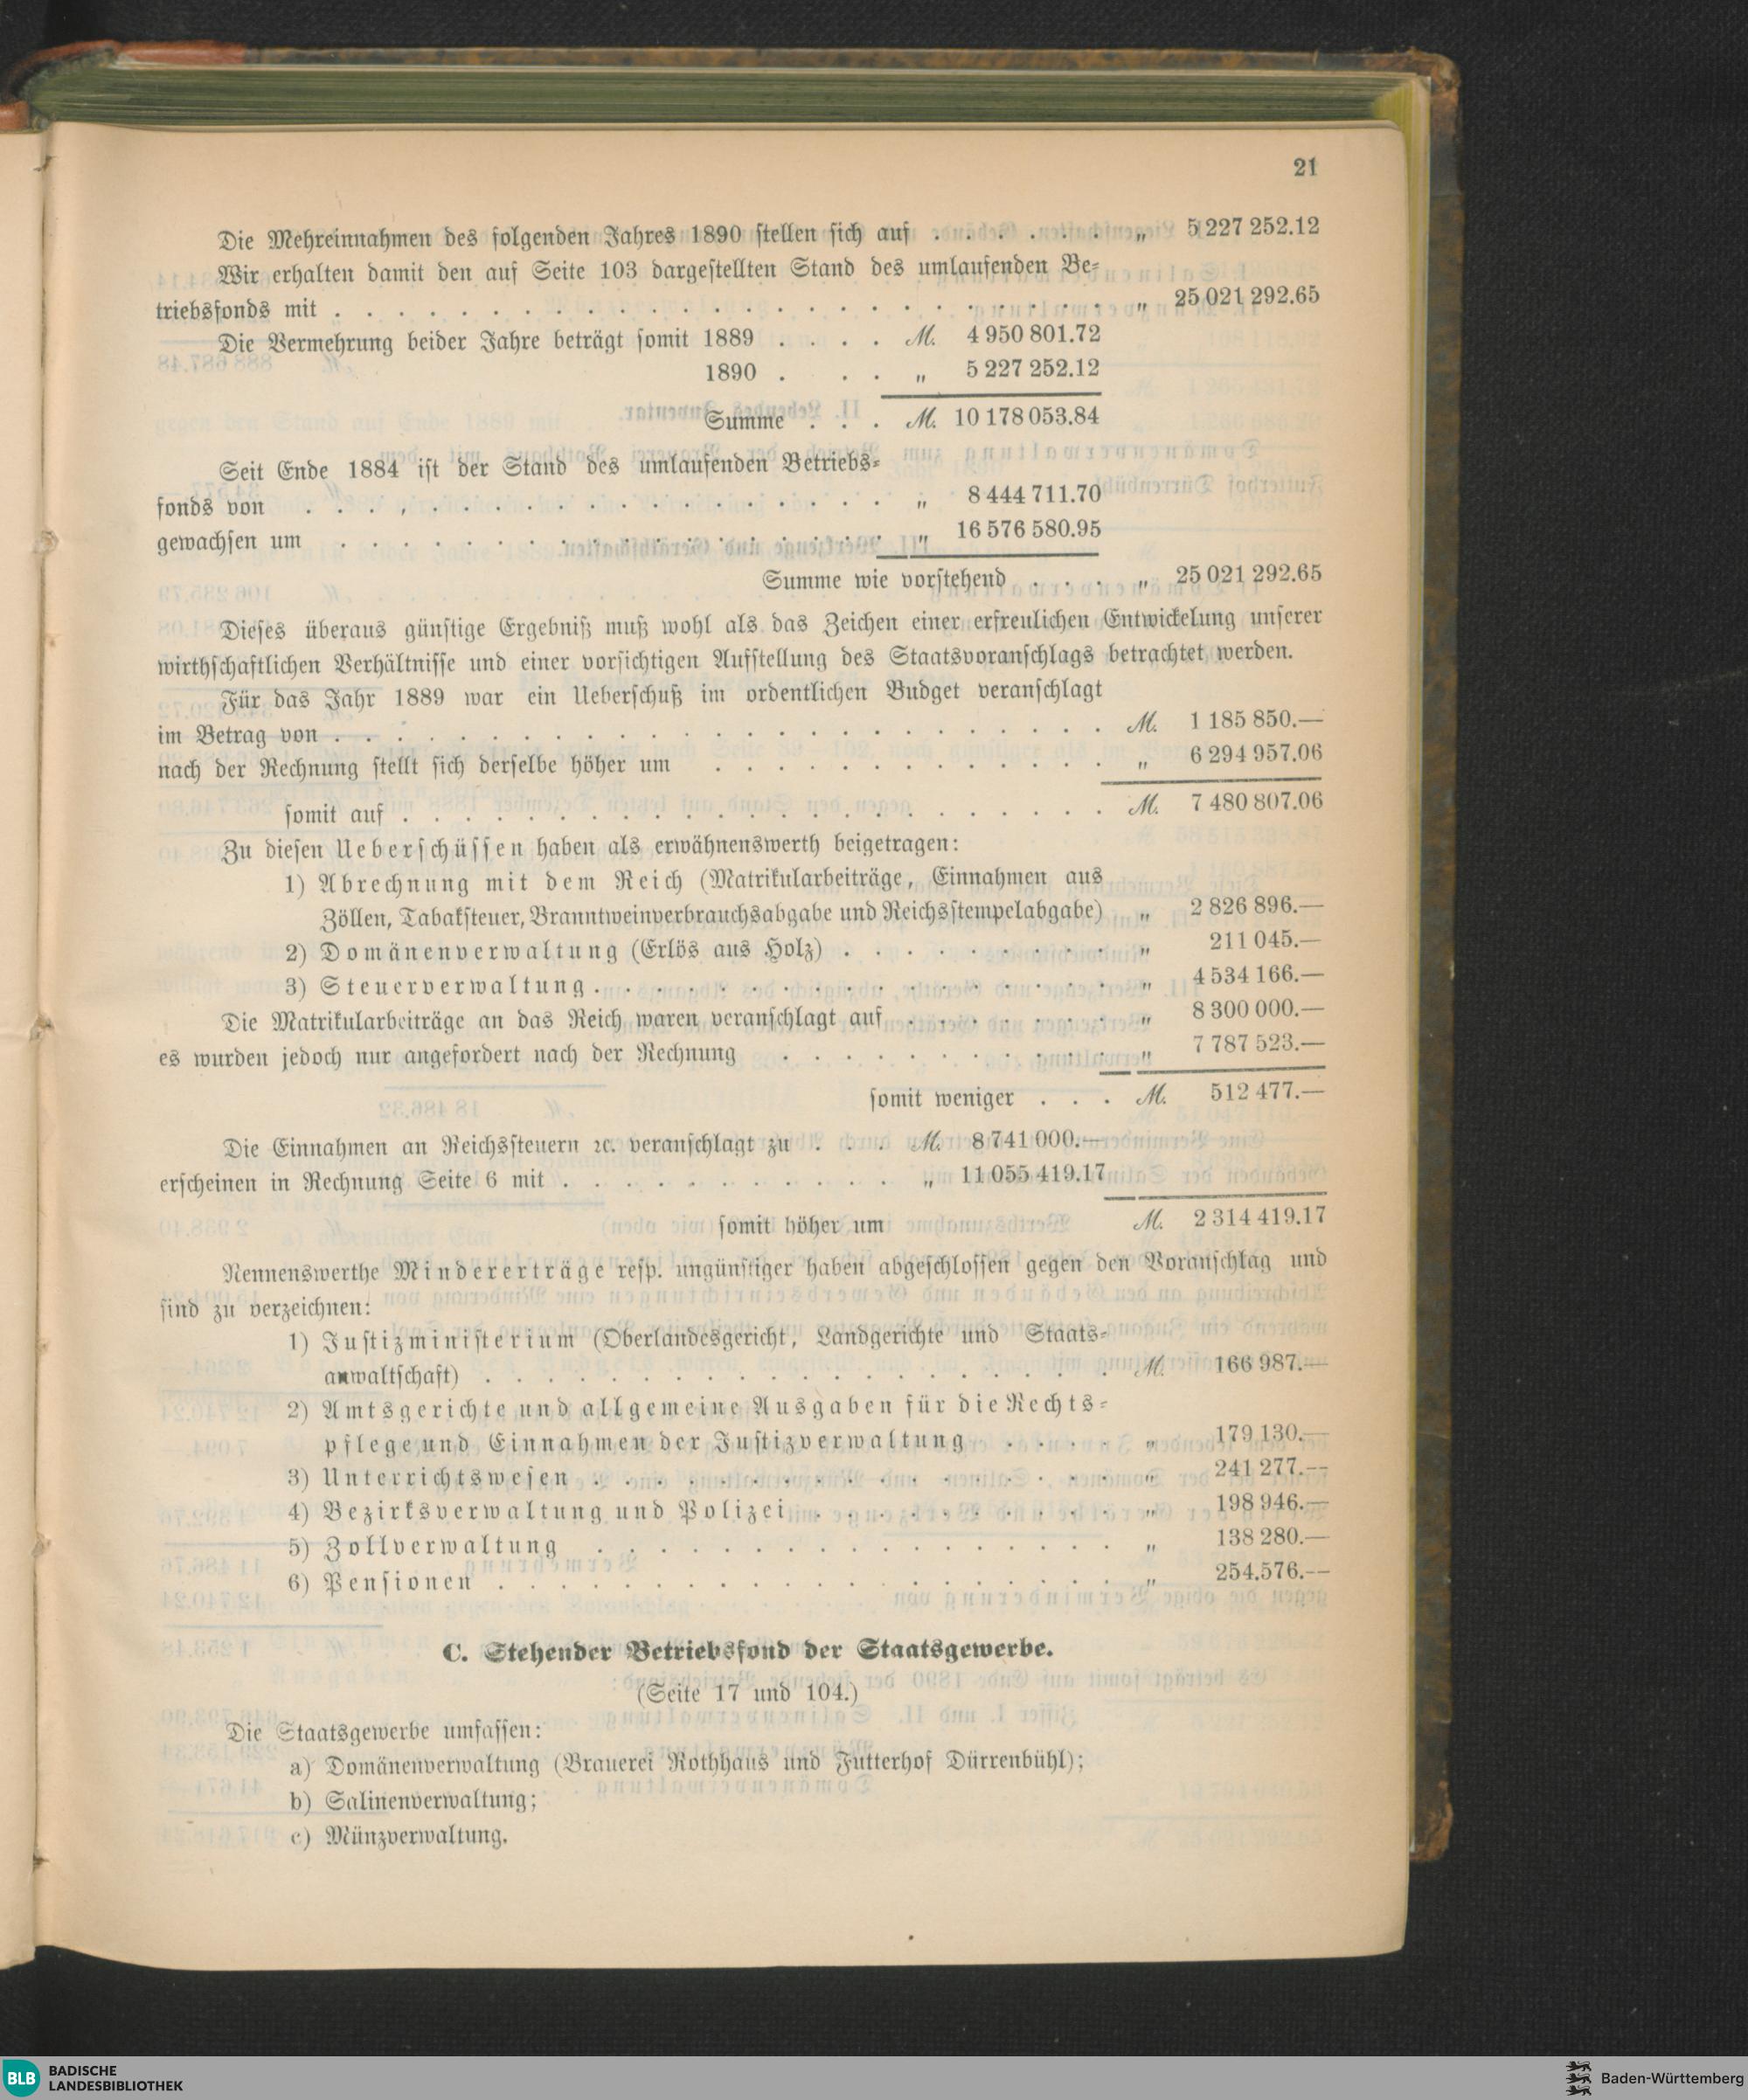 21
Die Mehreinnahmen des folgenden Jahres 1890 stellen sich auf . . . . . . „ 5 227 252.12
Wir erhalten damit den auf Seite 103 dargestellten Stand des umlaufenden Be-
triebsfonds mit . . . . . . . . . . . . . . . . . . . . . . . . . „ 25 021 292.65
Die Vermehrung beider Jahre beträgt somit 1889 . . . . M. 4 950 801.72
1890 . . . „ 5 227 252.12
Summe . . . M. 10 178 053.84
Seit Ende 1884 ist der Stand des umlaufenden Betriebs-
fonds von . . . , . . . . . . . . . . . . . . . „ 8 444 711.70
gewachsen um . . . . . . . . . . . . . . . . . . „ 16 576 580.95
Summe wie vorstehend . . . „ 25 021 292.65
Dieses überaus günstige Ergebniß muß wohl als das Zeichen einer erfreulichen Entwickelung unserer
wirthschaftlichen Verhältnisse und einer vorsichtigen Aufstellung des Staatsvoranschlags betrachtet werden.
Für das Jahr 1889 war ein Ueberschuß im ordentlichen Budget veranschlagt
im Betrag von . . . . . . . . . . . . . . . . . . . . . . . . . M. 1 185 850.—
nach der Rechnung stellt sich derselbe höher um . . . . . . . . . . . . . „ 6 294 957.06
somit auf . . . . . . . . . . . . . . . . . . . . . . . M. 7 480 807.06
Zu diesen Ueberschüssen haben als erwähnenswerth beigetragen:
1) Abrechnung mit dem Reich (Matrikularbeiträge, Einnahmen aus
Zöllen, Tabaksteuer, Branntweinverbrauchsabgabe und Reichsstempelabgabe) „ 2 826 896.—
2) Domänenverwaltung (Erlös aus Holz) . . . . . . . . . „ 211 045.—
3) Steuerverwaltung . . . . . . . . . . . . . . . . . „ 4 534 166.—
Die Matrikularbeiträge an das Reich waren veranschlagt auf . . . . . . . „ 8 300 000.—
es wurden jedoch nur angefordert nach der Rechnung . . . . . . . . . . . „ 7 787 523.—
somit weniger . . . M. 512 477.—
Die Einnahmen an Reichssteuern ꝛc. veranschlagt zu . . . M. 8 741 000.—
erscheinen in Rechnung Seite 6 mit . . . . . . . . . . . „ 11 055 419.17
somit höher um M. 2 314 419.17
Nennenswerthe Mindererträge resp. ungünstiger haben abgeschlossen gegen den Voranschlag und
sind zu verzeichnen:
1) Justizministerium (Oberlandesgericht, Landgerichte und Staats-
anwaltschaft) . . . . . . . . . . . . . . . . . . . . . M. 166 987.—
2) Amtsgerichte und allgemeine Ausgaben für die Rechts-
pflege und Einnahmen der Justizverwaltung . . . . „ 179 130.—
3) Unterrichtswesen . . . . . . . . . . . . . . . . . „ 241 277.—
4) Bezirksverwaltung und Polizei . . . . . . . . . . „ 198 946.—
5) Zollverwaltung . . . . . . . . . . . . . . . . . „ 138 280.—
6) Pensionen . . . . . . . . . . . . . . . . . . . . „ 254.576.—
C. Stehender Betriebsfond der Staatsgewerbe.
(Seite 17 und 104.)
Die Staatsgewerbe umfassen:
a) Domänenverwaltung (Brauerei Rothhaus und Futterhof Dürrenbühl);
b) Salinenverwaltung;
c) Münzverwaltung.
BLB BADISCHE
LANDESBIBLIOTHEK
Baden-Württemberg